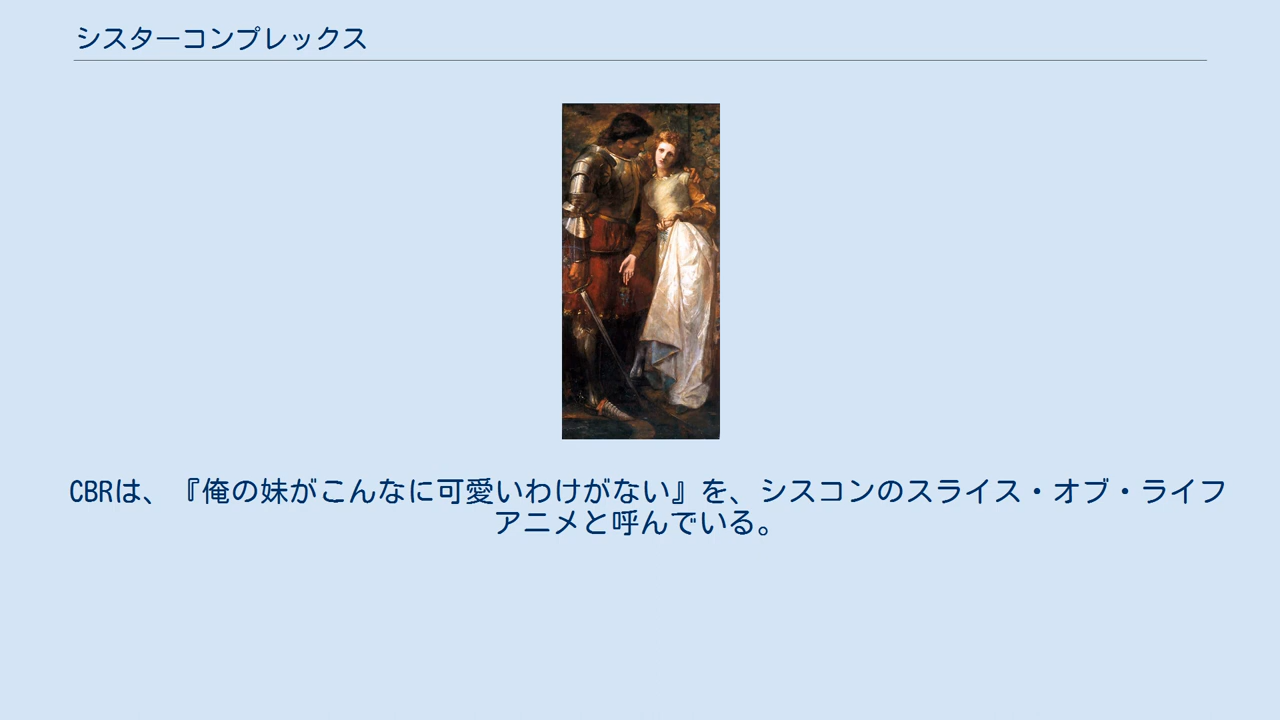 シスターコンプレックス
CBRは、『俺の妹がこんなに可愛いわけがない』を、シスコンのスライス・オブ・ライフ
アニメと呼んでいる。